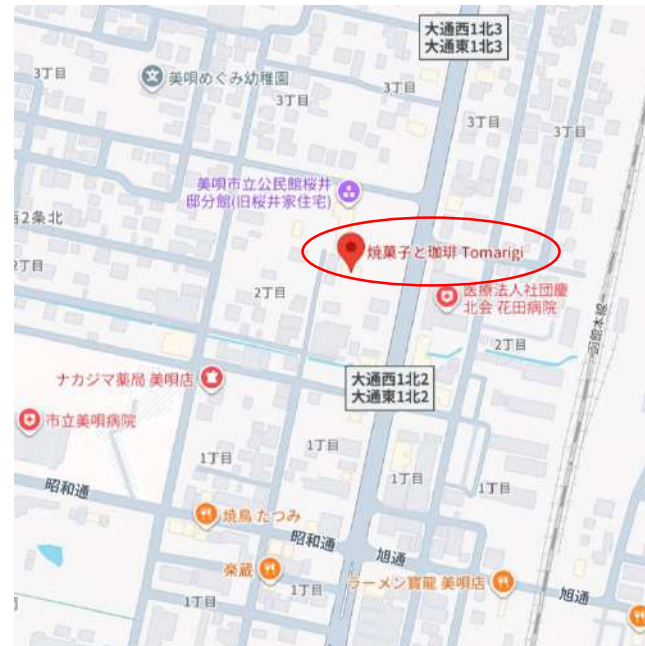 大通西1北3
大通東1北3
3丁目
美唄めぐみ幼稚園
3丁目
3丁目
3丁目
3丁目
美唄市立公民館桜井
邸分館(旧桜井家住宅)
2条北
焼菓子と珈琲 Tomarigi
2丁目
2丁目
医療法人社団慶
北会 花田病院
函館本線
2丁目
ナカジマ薬局 美唄店
大通西1北2
大通東1北2
市立美唄病院
1丁目
1丁目
1丁目
1丁目
昭和通
焼鳥 たつみ
昭和通
旭通
楽蔵
ラーメン寶龍 美唄店
旭通
1丁目
1丁目